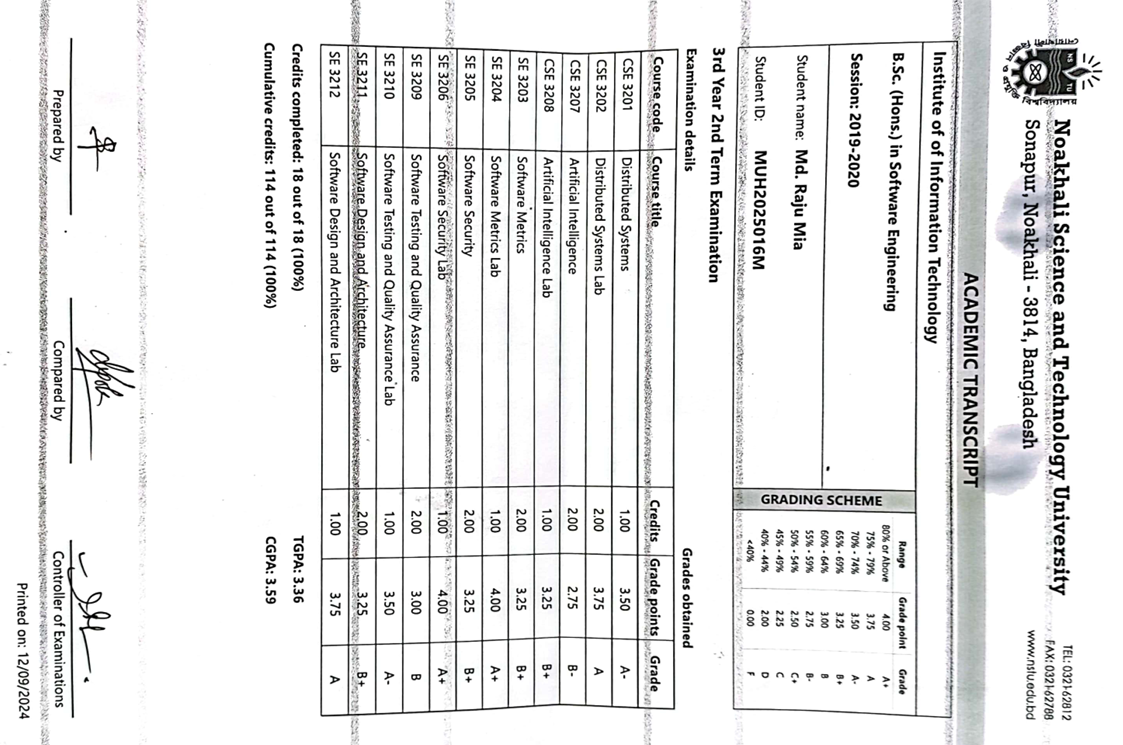 Noakhali Science and Technology University
Sonapur, Noakhali - 3814, Bangladesh
TEL: 0321-62812
FAX: 0321-62788
www.nstu.edu.bd
ACADEMIC TRANSCRIPT
Institute of of Information Technology
B.Sc. (Hons.) in Software Engineering
Session: 2019-2020
Student name: Md. Raju Mia
Student ID: MUH2025016M
GRADING SCHEME
Range Grade point Grade
80% or Above 4.00 A+
75% - 79% 3.75 A
70% - 74% 3.50 A-
65% - 69% 3.25 B+
60% - 64% 3.00 B
55% - 59% 2.75 B-
50% - 54% 2.50 C+
45% - 49% 2.25 C
40% - 44% 2.00 D
<40% 0.00 F
3rd Year 2nd Term Examination
Examination details Grades obtained
Course code Course title Credits Grade points Grade
CSE 3201 Distributed Systems 1.00 3.50 A-
CSE 3202 Distributed Systems Lab 2.00 3.75 A
CSE 3207 Artificial Intelligence 2.00 2.75 B-
CSE 3208 Artificial Intelligence Lab 1.00 3.25 B+
SE 3203 Software Metrics 2.00 3.25 B+
SE 3204 Software Metrics Lab 1.00 4.00 A+
SE 3205 Software Security 2.00 3.25 B+
SE 3206 Software Security Lab 1.00 4.00 A+
SE 3209 Software Testing and Quality Assurance 2.00 3.00 B
SE 3210 Software Testing and Quality Assurance Lab 1.00 3.50 A-
SE 3211 Software Design and Architecture 2.00 3.25 B+
SE 3212 Software Design and Architecture Lab 1.00 3.75 A
Credits completed: 18 out of 18 (100%) TGPA: 3.36
Cumulative credits: 114 out of 114 (100%) CGPA: 3.59
Prepared by Compared by Controller of Examinations
Printed on: 12/09/2024